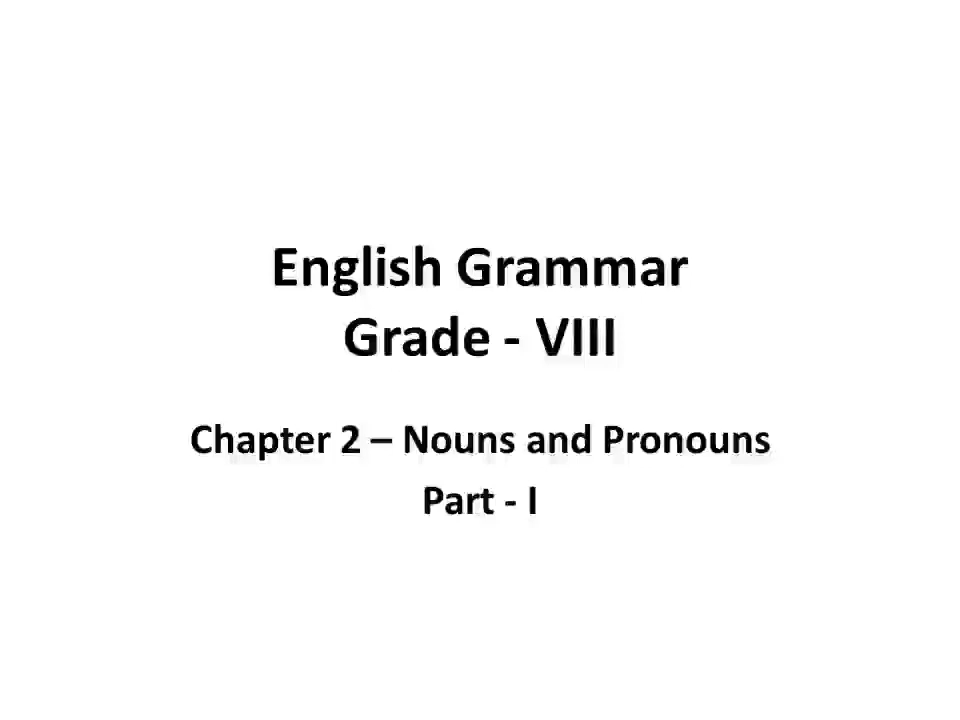 English Grammar
Grade - VIII
Chapter 2 – Nouns and Pronouns
Part - I